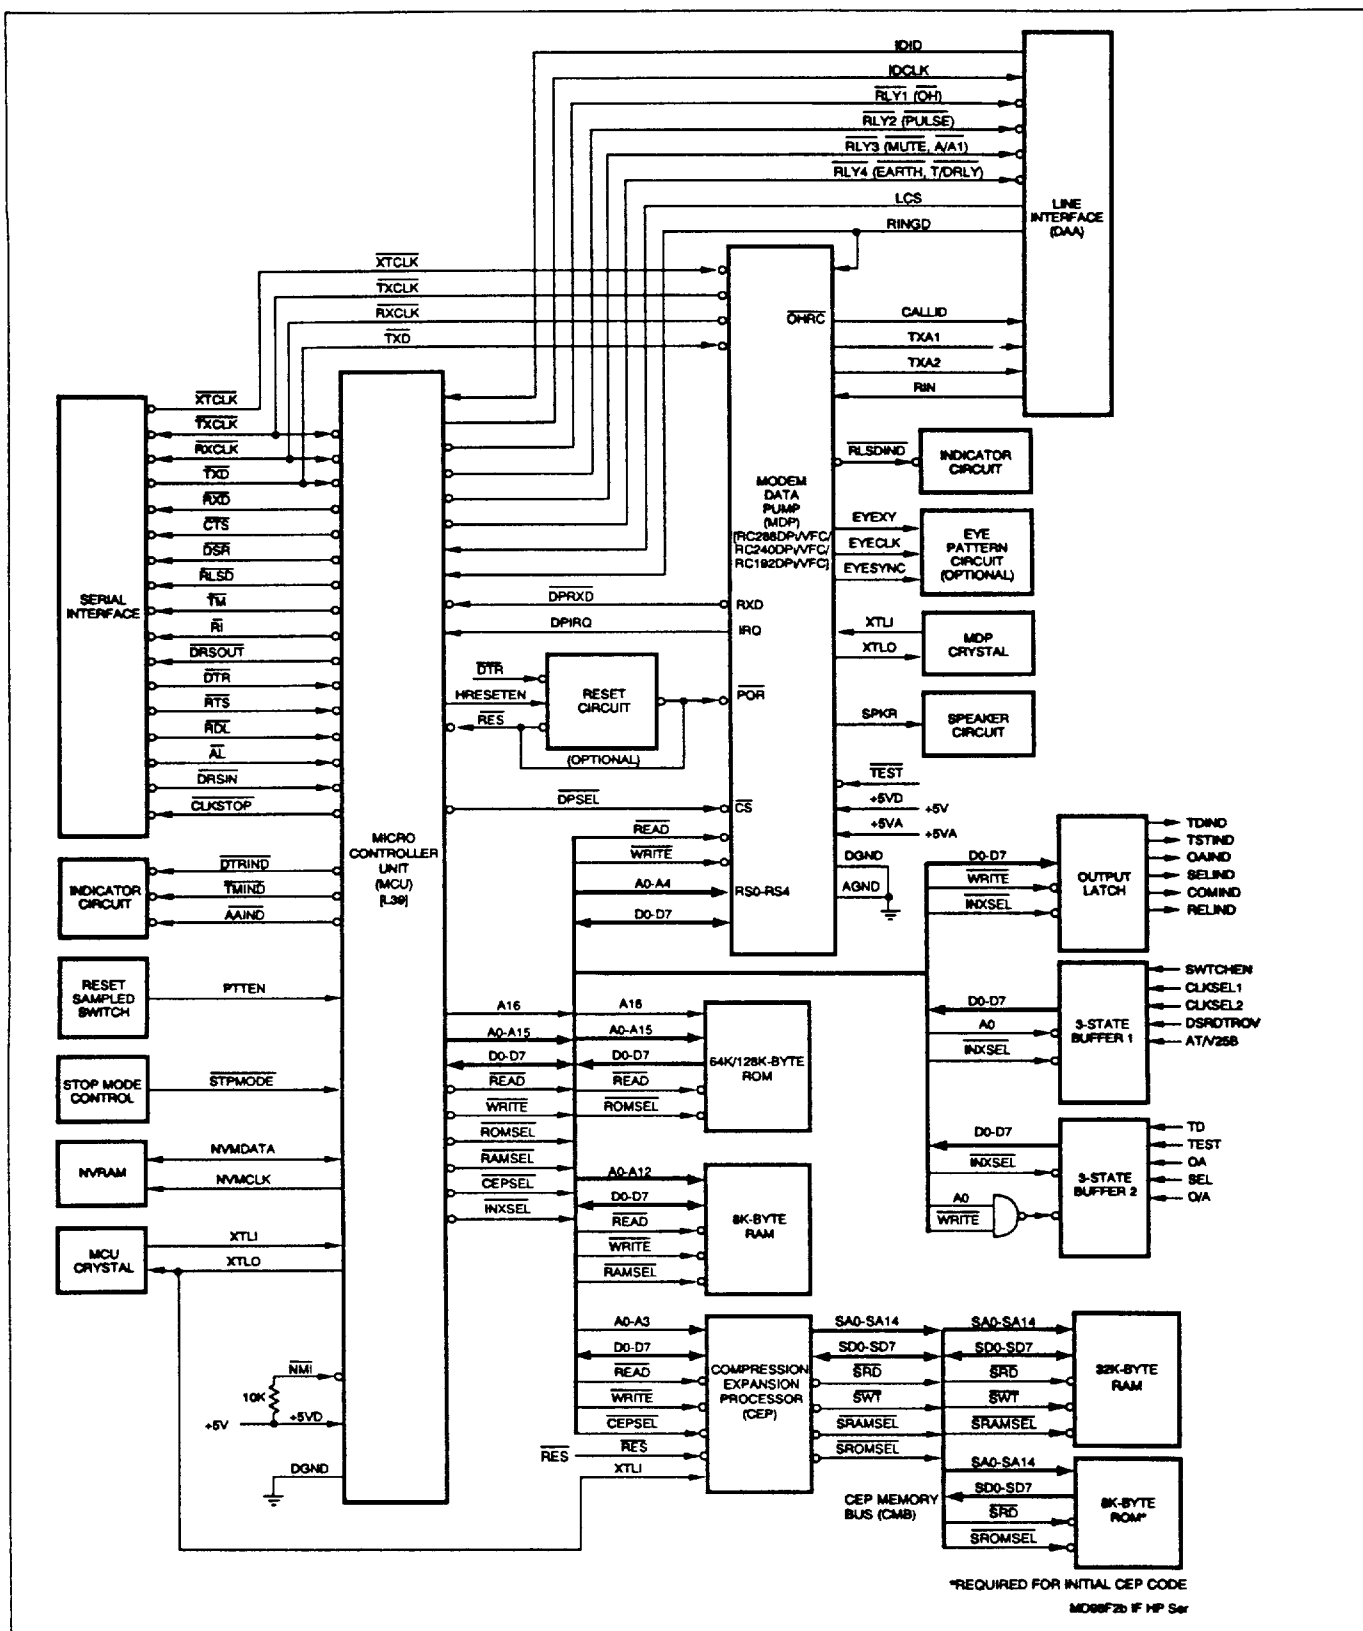 IDID
IDCLK
RLY1 (OH)
RLY2 (PULSE)
RLY3 (MUTE, A/A1)
RLY4 (EARTH, T/DRLY)
LCS
RINGD
LINE
INTERFACE
(DAA)
XTCLK
TXCLK
RXCLK
TXD
OHRC
CALLID
TXA1
TXA2
RIN
RLSDIND
INDICATOR
CIRCUIT
MODEM
DATA
PUMP
(MDP)
[RC288DPi/VFC/
RC240DPi/VFC/
RC192DPi/VFC]
EYEXY
EYECLK
EYESYNC
EYE
PATTERN
CIRCUIT
(OPTIONAL)
XTLI
XTLO
MDP
CRYSTAL
SPKR
SPEAKER
CIRCUIT
TEST
+5VD
+5V
+5VA
+5VA
DGND
AGND
DPRXD
RXD
DPIRQ
IRQ
DTR
HRESETEN
RES
RESET
CIRCUIT
(OPTIONAL)
POR
DPSEL
CS
READ
WRITE
A0-A4
RS0-RS4
D0-D7
SERIAL
INTERFACE
XTCLK
TXCLK
RXCLK
TXD
RXD
CTS
DSR
RLSD
TM
RI
DRSOUT
DTR
RTS
RDL
AL
DRSIN
CLKSTOP
MICRO
CONTROLLER
UNIT
(MCU)
[L39]
INDICATOR
CIRCUIT
DTRIND
TMIND
AAIND
RESET
SAMPLED
SWITCH
PTTEN
STOP MODE
CONTROL
STPMODE
NVRAM
NVMDATA
NVMCLK
MCU
CRYSTAL
XTLI
XTLO
NMI
10K
+5V
+5VD
DGND
A16
A0-A15
D0-D7
READ
WRITE
ROMSEL
RAMSEL
CEPSEL
INXSEL
A16
A0-A15
D0-D7
READ
ROMSEL
64K/128K-BYTE
ROM
A0-A12
D0-D7
READ
WRITE
RAMSEL
8K-BYTE
RAM
A0-A3
D0-D7
READ
WRITE
CEPSEL
RES
RES
XTLI
COMPRESSION
EXPANSION
PROCESSOR
(CEP)
SA0-SA14
SD0-SD7
SRD
SWT
SRAMSEL
SROMSEL
CEP MEMORY
BUS (CMB)
SA0-SA14
SD0-SD7
SRD
SWT
SRAMSEL
32K-BYTE
RAM
SA0-SA14
SD0-SD7
SRD
SROMSEL
8K-BYTE
ROM*
D0-D7
WRITE
INXSEL
OUTPUT
LATCH
TDIND
TSTIND
OAIND
SELIND
COMIND
RELIND
D0-D7
A0
INXSEL
3-STATE
BUFFER 1
SWTCHEN
CLKSEL1
CLKSEL2
DSRDTROV
AT/V25B
D0-D7
INXSEL
A0
WRITE
3-STATE
BUFFER 2
TD
TEST
OA
SEL
O/A
*REQUIRED FOR INITIAL CEP CODE
MD98F2b IF HP Ser